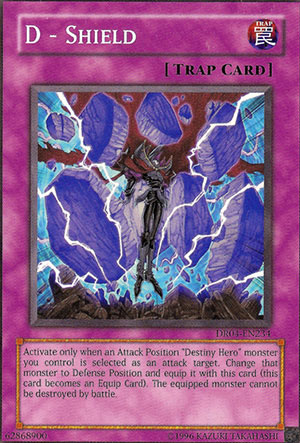 D - Shield
TRAP
罠
[Trap Card]
DR04-EN234
Activate only when an Attack Position "Destiny Hero" monster
you control is selected as an attack target. Change that
monster to Defense Position and equip it with this card (this
card becomes an Equip Card). The equipped monster cannot
be destroyed by battle.
62868900
©1996 KAZUKI TAKAHASHI